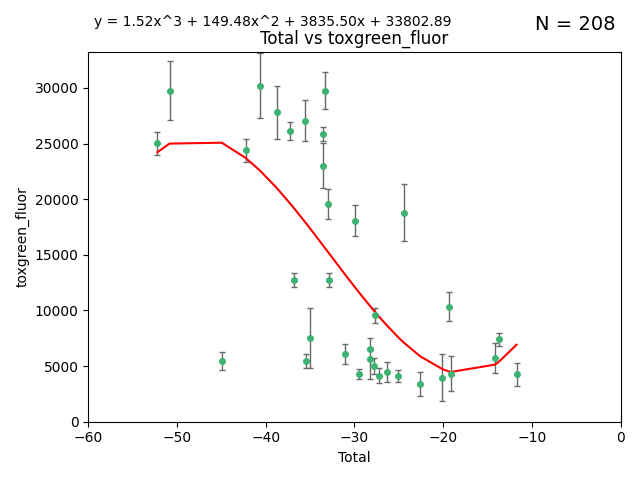 y = 1.52x^3 + 149.48x^2 + 3835.50x + 33802.89
N = 208
Total vs toxgreen_fluor
30000
25000
20000
15000
10000
5000
0
toxgreen_fluor
−60
−50
−40
−30
−20
−10
0
Total